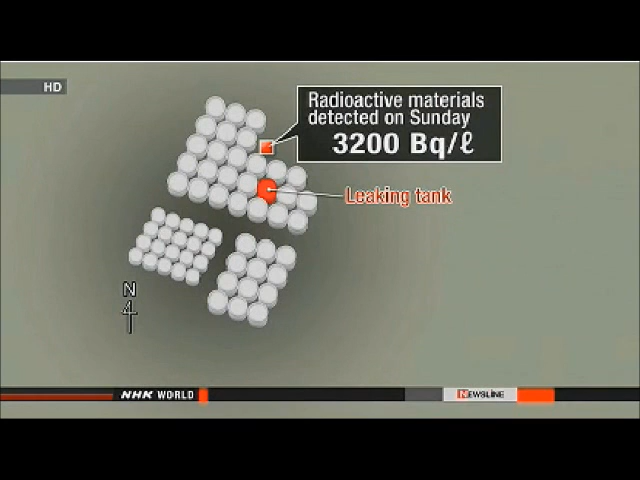 HD
Radioactive materials
detected on Sunday
3200 Bq/ℓ
Leaking tank
N
NHK WORLD
NEWSLINE